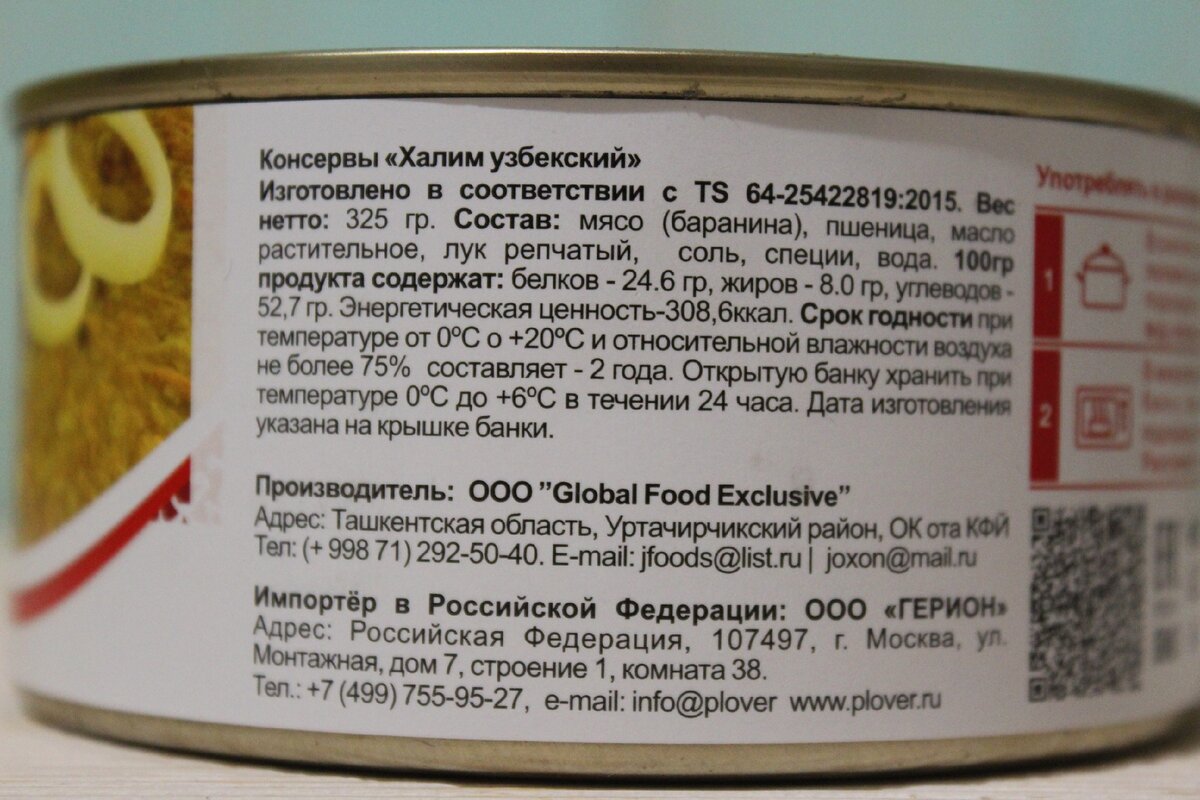 Консервы «Халим узбекский»
Изготовлено в соответствии с TS 64-25422819:2015. Вес
нетто: 325 гр. Состав: мясо (баранина), пшеница, масло
растительное, лук репчатый, соль, специи, вода. 100гр
продукта содержат: белков - 24.6 гр, жиров - 8.0 гр, углеводов -
52,7 гр. Энергетическая ценность-308,6ккал. Срок годности при
температуре от 0ºС о +20ºС и относительной влажности воздуха
не более 75% составляет - 2 года. Открытую банку хранить при
температуре 0ºС до +6ºС в течении 24 часа. Дата изготовления
указана на крышке банки.
Производитель: ООО "Global Food Exclusive"
Адрес: Ташкентская область, Уртачирчикский район, ОК ота КФЙ
Тел: (+ 998 71) 292-50-40. E-mail: jfoods@list.ru | joxon@mail.ru
Импортёр в Российской Федерации: ООО «ГЕРИОН»
Адрес: Российская Федерация, 107497, г. Москва, ул.
Монтажная, дом 7, строение 1, комната 38.
Тел.: +7 (499) 755-95-27, e-mail: info@plover www.plover.ru
Употреблять
1
2